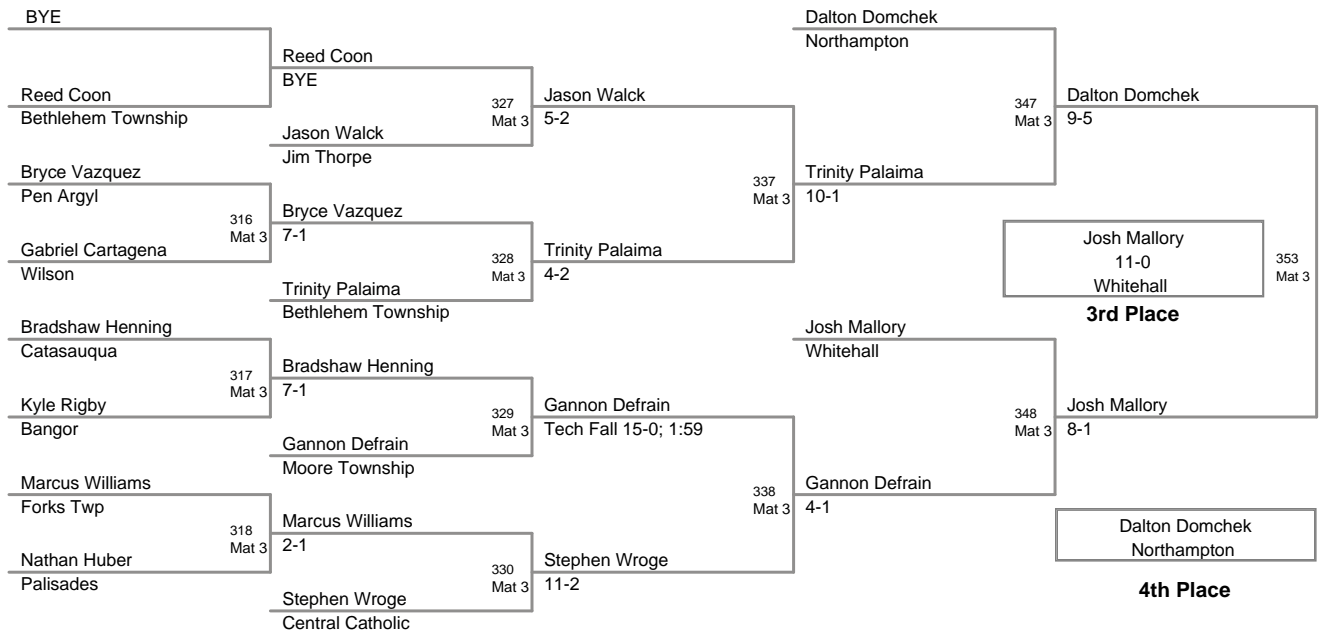 BYE
Reed Coon
Bethlehem Township
Bryce Vazquez
Pen Argyl
316
Mat 3
Gabriel Cartagena
Wilson
Bradshaw Henning
Catasauqua
317
Mat 3
Kyle Rigby
Bangor
Marcus Williams
Forks Twp
318
Mat 3
Nathan Huber
Palisades
Reed Coon
BYE
327
Mat 3
Jason Walck
Jim Thorpe
Bryce Vazquez
7-1
328
Mat 3
Trinity Palaima
Bethlehem Township
Bradshaw Henning
7-1
329
Mat 3
Gannon Defrain
Moore Township
Marcus Williams
2-1
330
Mat 3
Stephen Wroge
Central Catholic
Jason Walck
5-2
337
Mat 3
Trinity Palaima
4-2
Gannon Defrain
Tech Fall 15-0; 1:59
338
Mat 3
Stephen Wroge
11-2
Dalton Domchek
Northampton
347
Mat 3
Trinity Palaima
10-1
Josh Mallory
Whitehall
348
Mat 3
Gannon Defrain
4-1
Dalton Domchek
9-5
353
Mat 3
Josh Mallory
8-1
Josh Mallory
11-0
Whitehall
3rd Place
Dalton Domchek
Northampton
4th Place